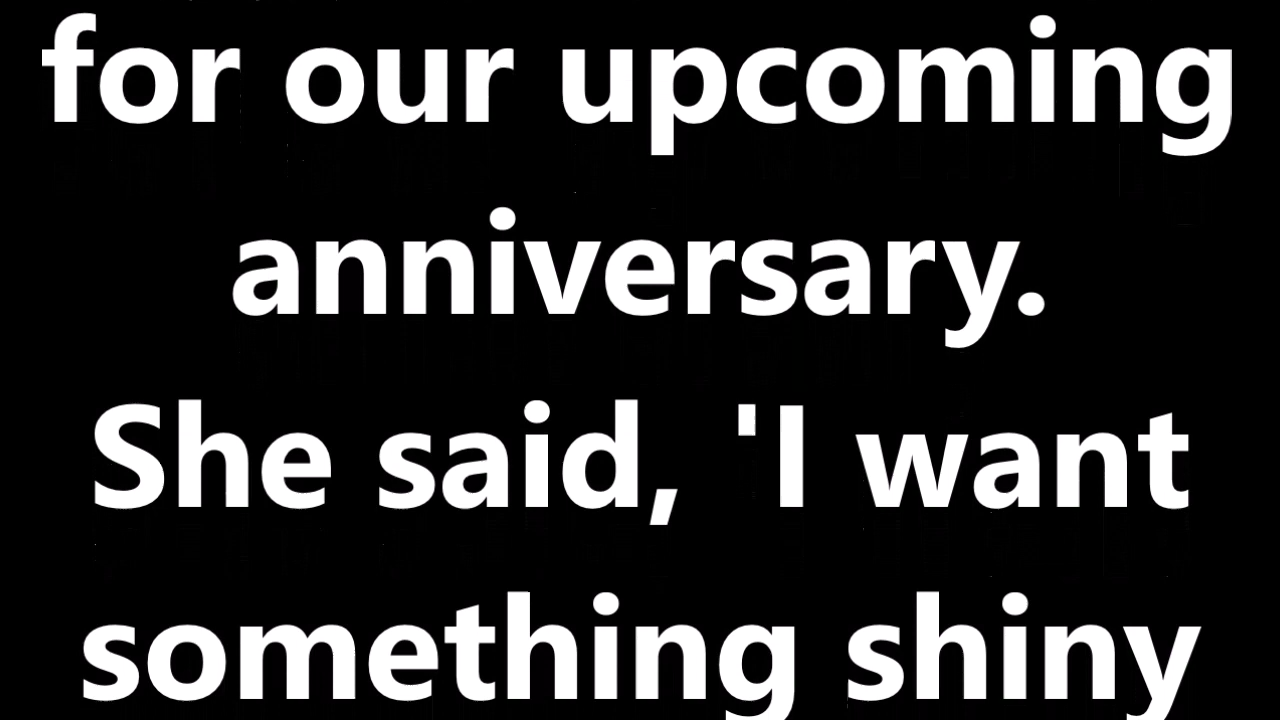 for our upcoming
anniversary.
She said, 'I want
something shiny